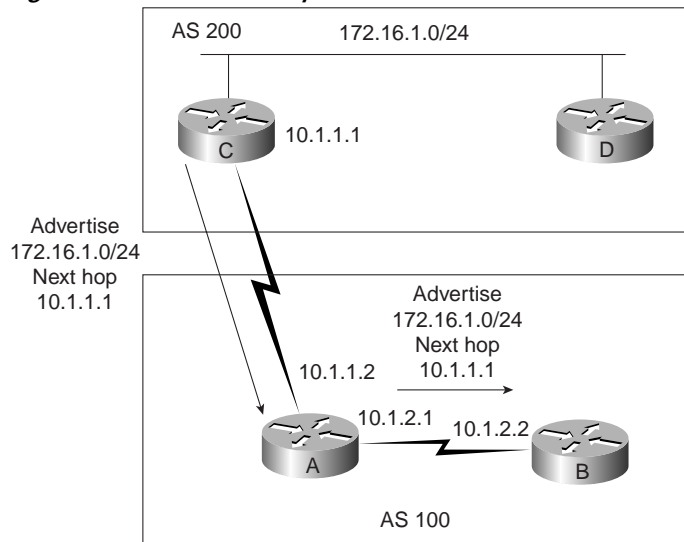 AS 200
172.16.1.0/24
C
10.1.1.1
D
Advertise
172.16.1.0/24
Next hop
10.1.1.1
Advertise
172.16.1.0/24
Next hop
10.1.1.1
10.1.1.2
10.1.2.1
10.1.2.2
A
B
AS 100